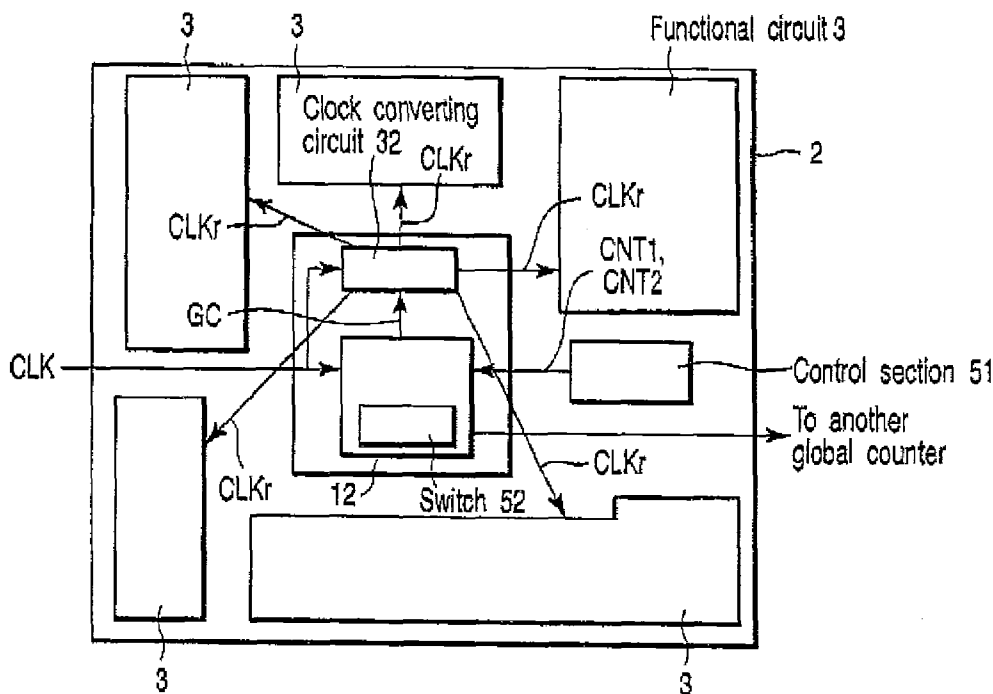 3
3
Functional circuit 3
Clock converting
circuit 32
CLKr
2
CLKr
CLKr
CNT1,
CNT2
GC
CLK
Control section 51
To another
global counter
CLKr
12
Switch 52
CLKr
3
3